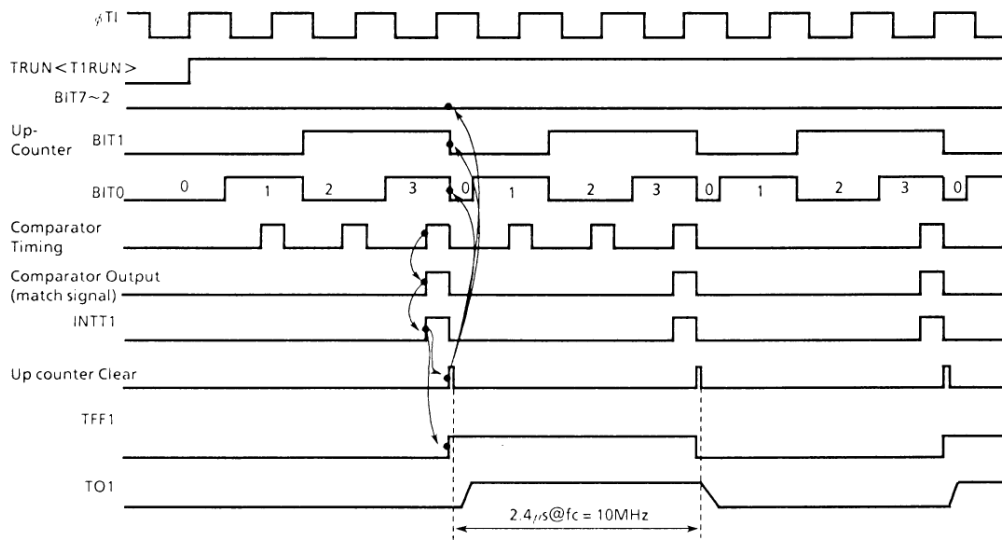 φT1
TRUN<T1RUN>
BiT7~2
Up-
Counter
BIT1
BIT0
0 1 2 3 0 1 2 3 0 1 2 3 0
Comparator
Timing
Comparator Output
(match signal)
INTT1
Up counter Clear
TFF1
TO1
2.4μs@fc = 10MHz